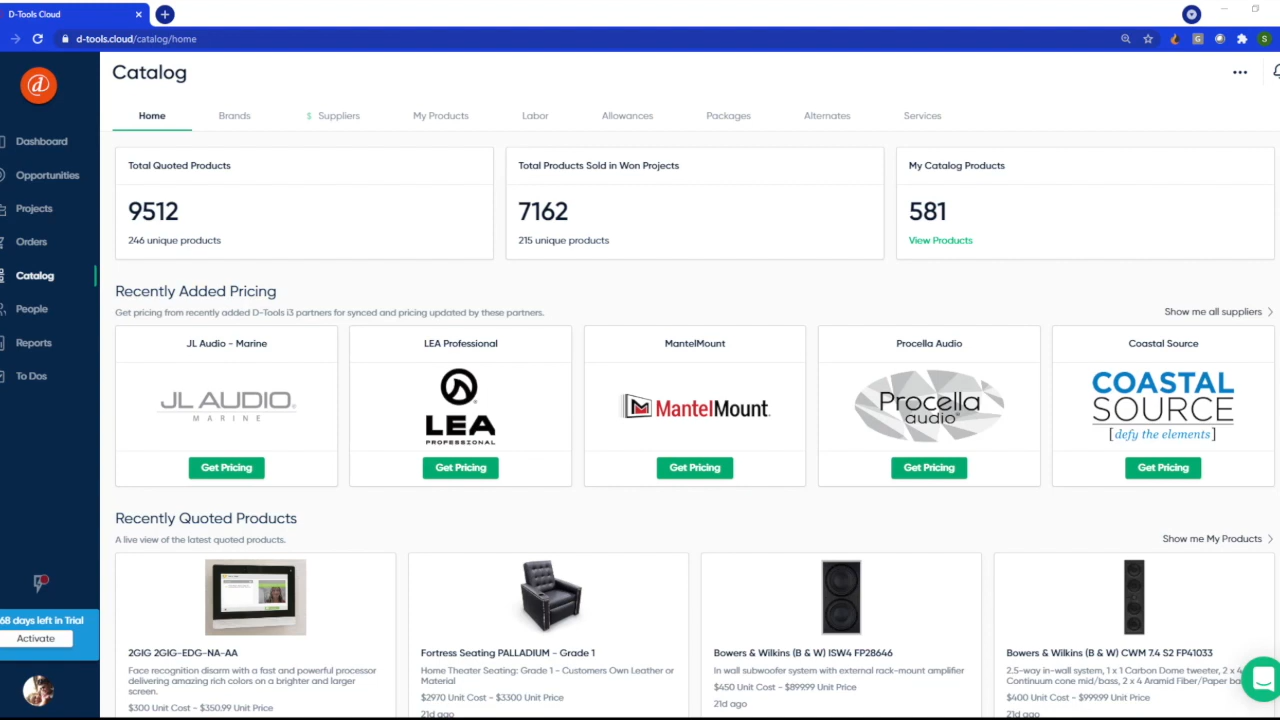 D-Tools Cloud
d-tools.cloud/catalog/home
S
d
Catalog
Home
Brands
$ Suppliers
My Products
Labor
Allowances
Packages
Alternates
Services
Dashboard
Opportunities
Projects
Orders
Catalog
People
Reports
To Dos
68 days left in Trial
Activate
Total Quoted Products
9512
246 unique products
Total Products Sold in Won Projects
7162
215 unique products
My Catalog Products
581
View Products
Recently Added Pricing
Get pricing from recently added D-Tools i3 partners for synced and pricing updated by these partners.
Show me all suppliers
JL Audio - Marine
JL AUDIO
MARINE
Get Pricing
LEA Professional
LEA
PROFESSIONAL
Get Pricing
MantelMount
MantelMount
Get Pricing
Procella Audio
Procella
audio
Get Pricing
Coastal Source
COASTAL
SOURCE
[defy the elements]
Get Pricing
Recently Quoted Products
A live view of the latest quoted products.
Show me My Products
2GIG 2GIG-EDG-NA-AA
Face recognition disarm with a fast and powerful processor
delivering amazing rich colors on a brighter and larger
screen.
$300 Unit Cost - $350.99 Unit Price
Fortress Seating PALLADIUM - Grade 1
Home Theater Seating: Grade 1 - Customers Own Leather or
Material
$2970 Unit Cost - $3300 Unit Price
21d ago
Bowers & Wilkins (B & W) ISW4 FP28646
In wall subwoofer system with external rack-mount amplifier
$450 Unit Cost - $899.99 Unit Price
21d ago
Bowers & Wilkins (B & W) CWM 7.4 S2 FP41033
2.5-way in-wall system, 1 x 1 Carbon Dome tweeter, 2 x 4
Continuum cone mid/bass, 2 x 4 Aramid Fiber/Paper ba
$400 Unit Cost - $999.99 Unit Price
21d ago